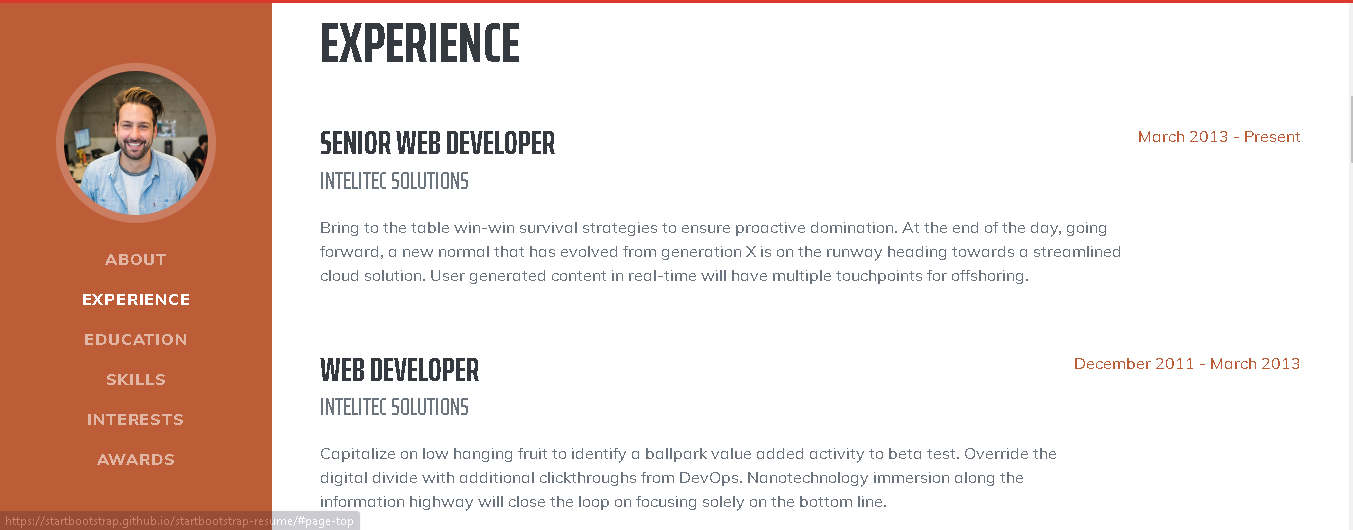 ABOUT
EXPERIENCE
EDUCATION
SKILLS
INTERESTS
AWARDS
EXPERIENCE
SENIOR WEB DEVELOPER
March 2013 - Present
INTELITEC SOLUTIONS
Bring to the table win-win survival strategies to ensure proactive domination. At the end of the day, going
forward, a new normal that has evolved from generation X is on the runway heading towards a streamlined
cloud solution. User generated content in real-time will have multiple touchpoints for offshoring.
WEB DEVELOPER
December 2011 - March 2013
INTELITEC SOLUTIONS
Capitalize on low hanging fruit to identify a ballpark value added activity to beta test. Override the
digital divide with additional clickthroughs from DevOps. Nanotechnology immersion along the
information highway will close the loop on focusing solely on the bottom line.
https://startbootstrap.github.io/startbootstrap-resume/#page-top